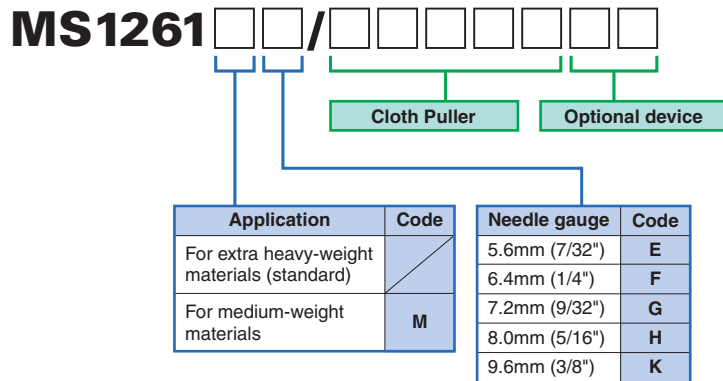 MS1261□□/□□□□□□□
Cloth Puller
Optional device
Application Code
For extra heavy-weight
materials (standard)
For medium-weight
materials
M
Needle gauge Code
5.6mm (7/32") E
6.4mm (1/4") F
7.2mm (9/32") G
8.0mm (5/16") H
9.6mm (3/8") K